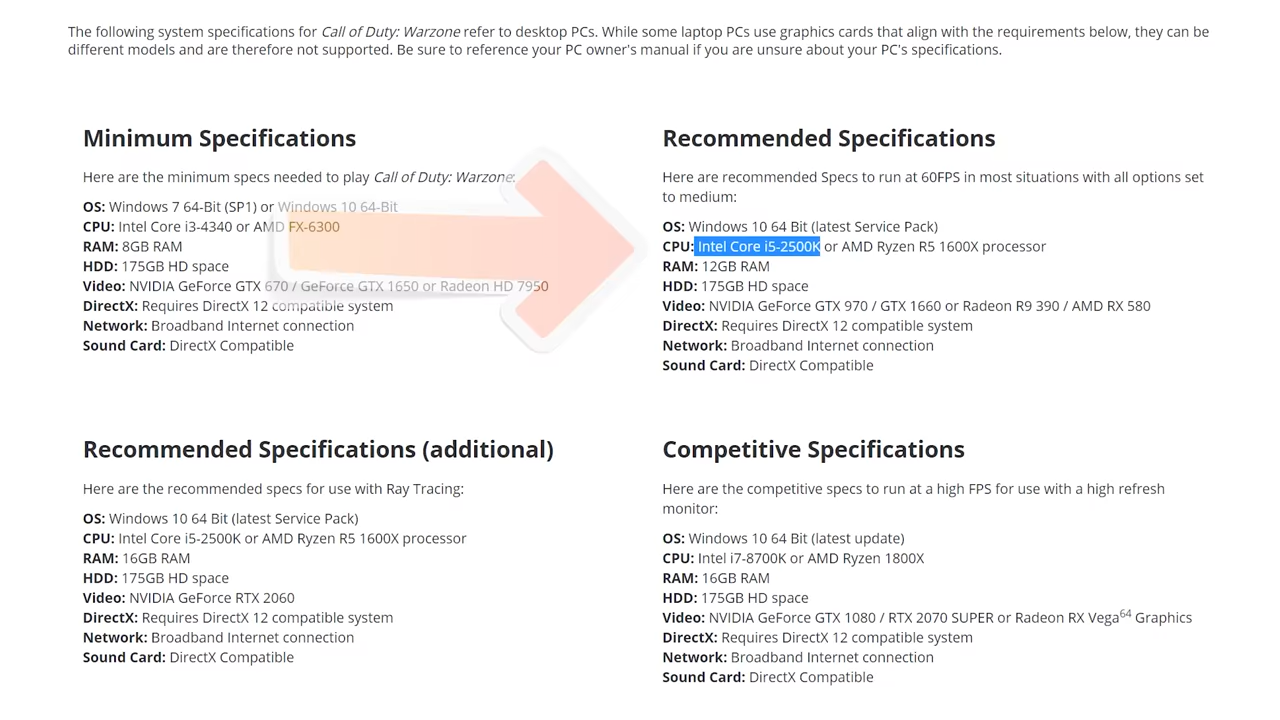 The following system specifications for Call of Duty: Warzone refer to desktop PCs. While some laptop PCs use graphics cards that align with the requirements below, they can be
different models and are therefore not supported. Be sure to reference your PC owner's manual if you are unsure about your PC's specifications.
Minimum Specifications
Here are the minimum specs needed to play Call of Duty: Warzone:
OS: Windows 7 64-Bit (SP1) or Windows 10 64-Bit
CPU: Intel Core i3-4340 or AMD FX-6300
RAM: 8GB RAM
HDD: 175GB HD space
Video: NVIDIA GeForce GTX 670 / GeForce GTX 1650 or Radeon HD 7950
DirectX: Requires DirectX 12 compatible system
Network: Broadband Internet connection
Sound Card: DirectX Compatible
Recommended Specifications
Here are recommended Specs to run at 60FPS in most situations with all options set
to medium:
OS: Windows 10 64 Bit (latest Service Pack)
CPU: Intel Core i5-2500K or AMD Ryzen R5 1600X processor
RAM: 12GB RAM
HDD: 175GB HD space
Video: NVIDIA GeForce GTX 970 / GTX 1660 or Radeon R9 390 / AMD RX 580
DirectX: Requires DirectX 12 compatible system
Network: Broadband Internet connection
Sound Card: DirectX Compatible
Recommended Specifications (additional)
Here are the recommended specs for use with Ray Tracing:
OS: Windows 10 64 Bit (latest Service Pack)
CPU: Intel Core i5-2500K or AMD Ryzen R5 1600X processor
RAM: 16GB RAM
HDD: 175GB HD space
Video: NVIDIA GeForce RTX 2060
DirectX: Requires DirectX 12 compatible system
Network: Broadband Internet connection
Sound Card: DirectX Compatible
Competitive Specifications
Here are the competitive specs to run at a high FPS for use with a high refresh
monitor:
OS: Windows 10 64 Bit (latest update)
CPU: Intel i7-8700K or AMD Ryzen 1800X
RAM: 16GB RAM
HDD: 175GB HD space
Video: NVIDIA GeForce GTX 1080 / RTX 2070 SUPER or Radeon RX Vega64 Graphics
DirectX: Requires DirectX 12 compatible system
Network: Broadband Internet connection
Sound Card: DirectX Compatible